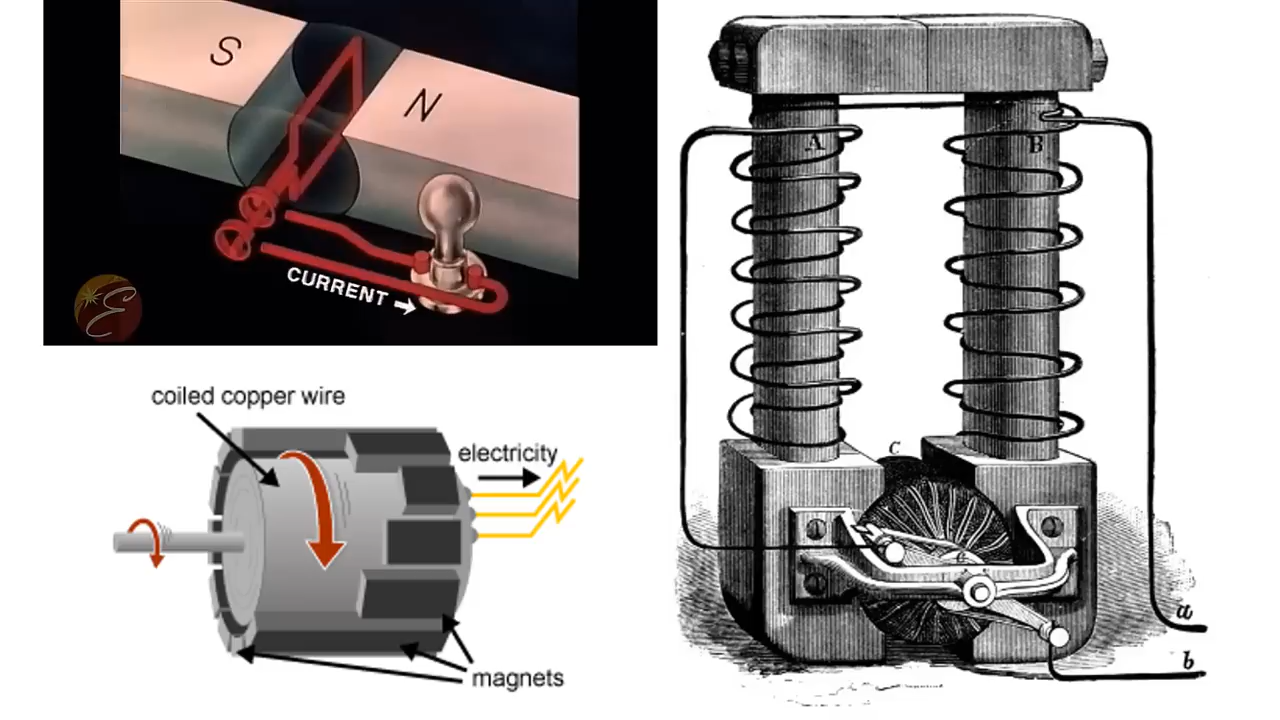 S
N
CURRENT →
E
coiled copper wire
electricity
magnets
A
B
C
a
b